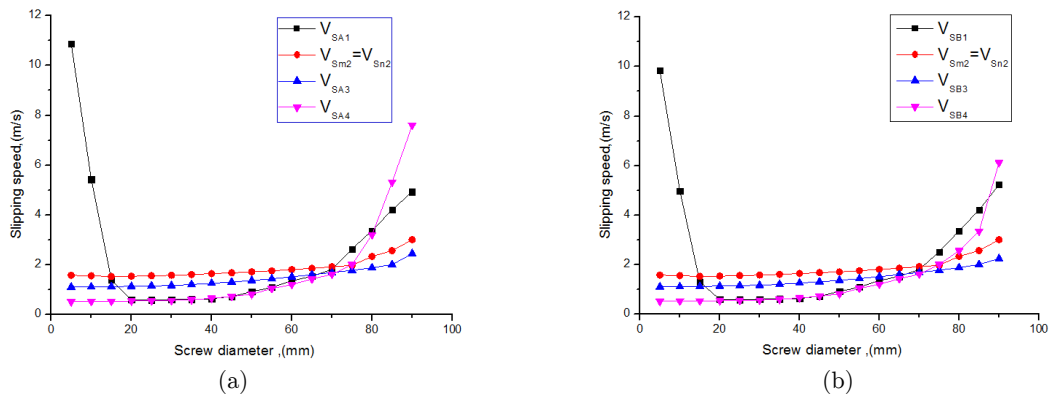 12
10
8
6
4
2
0
Slipping speed,(m/s)
V_SA1
V_Sm2=V_Sn2
V_SA3
V_SA4
0 20 40 60 80 100
Screw diameter ,(mm)
(a)
12
10
8
6
4
2
0
Slipping speed,(m/s)
V_SB1
V_Sm2=V_Sn2
V_SB3
V_SB4
0 20 40 60 80 100
Screw diameter ,(mm)
(b)